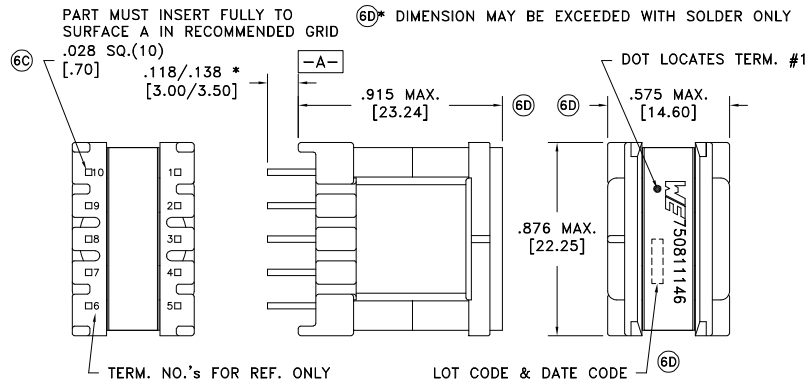 PART MUST INSERT FULLY TO
SURFACE A IN RECOMMENDED GRID
6D* DIMENSION MAY BE EXCEEDED WITH SOLDER ONLY
6C
.028 SQ.(10)
[.70]
.118/.138 *
[3.00/3.50]
-A-
DOT LOCATES TERM. #1
.915 MAX.
[23.24]
6D
6D
.575 MAX.
[14.60]
10 1
9 2
8 3
7 4
6 5
.876 MAX.
[22.25]
WE 750811146
TERM. NO.'s FOR REF. ONLY
LOT CODE & DATE CODE
6D